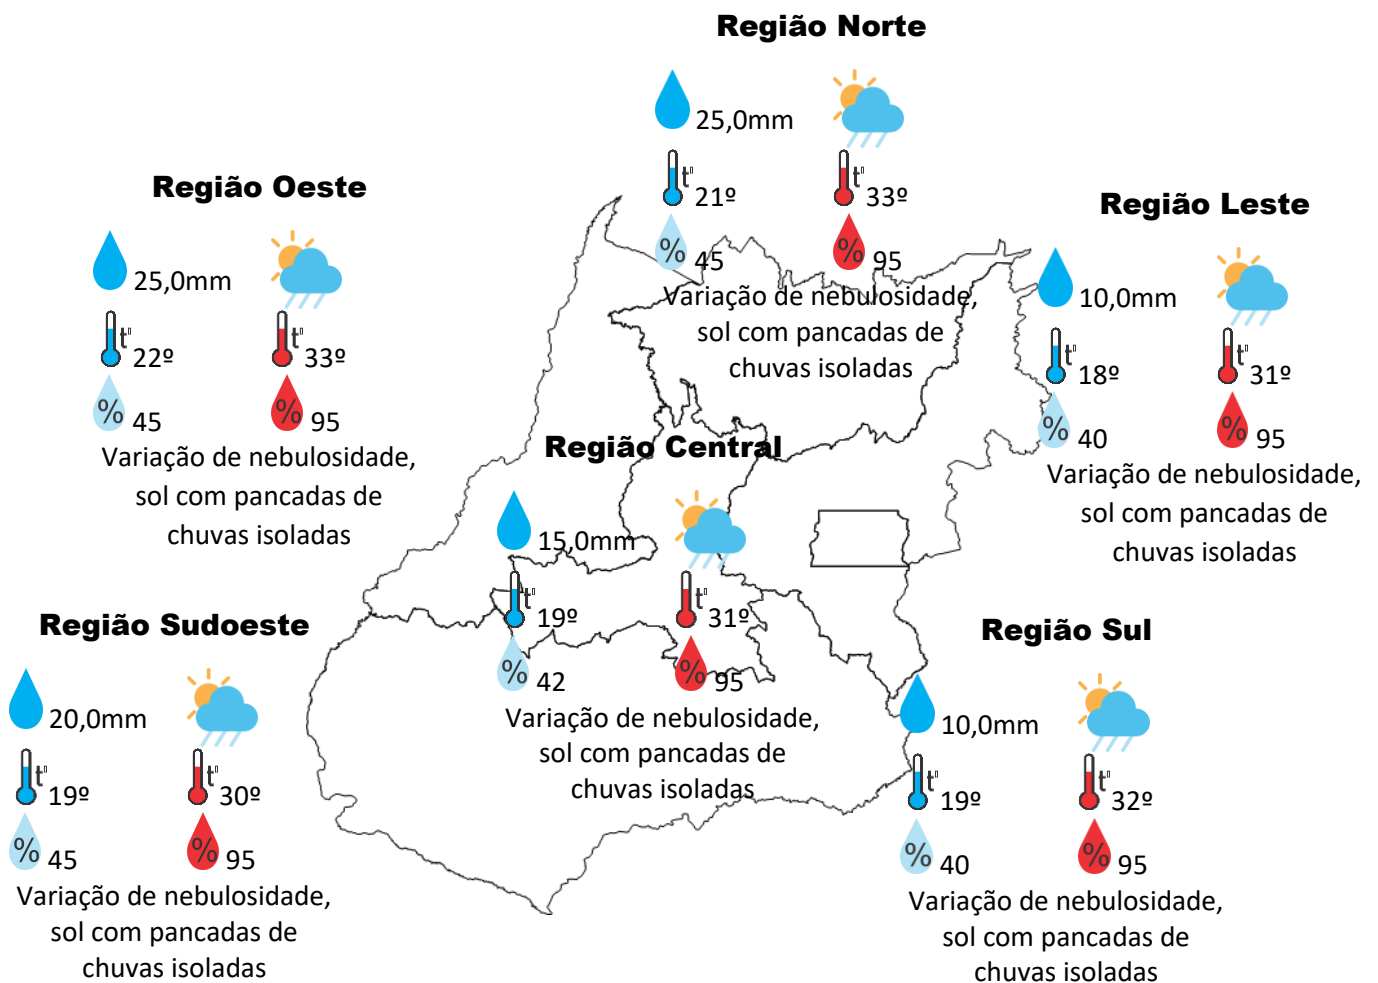 Região Norte
25,0mm
t°
21º
t°
33º
%
45
%
95
Variação de nebulosidade,
sol com pancadas de
chuvas isoladas
Região Oeste
25,0mm
t°
22º
t°
33º
%
45
%
95
Variação de nebulosidade,
sol com pancadas de
chuvas isoladas
Região Leste
10,0mm
t°
18º
t°
31º
%
40
%
95
Variação de nebulosidade,
sol com pancadas de
chuvas isoladas
Região Central
15,0mm
t°
19º
t°
31º
%
42
%
95
Variação de nebulosidade,
sol com pancadas de
chuvas isoladas
Região Sudoeste
20,0mm
t°
19º
t°
30º
%
45
%
95
Variação de nebulosidade,
sol com pancadas de
chuvas isoladas
Região Sul
10,0mm
t°
19º
t°
32º
%
40
%
95
Variação de nebulosidade,
sol com pancadas de
chuvas isoladas